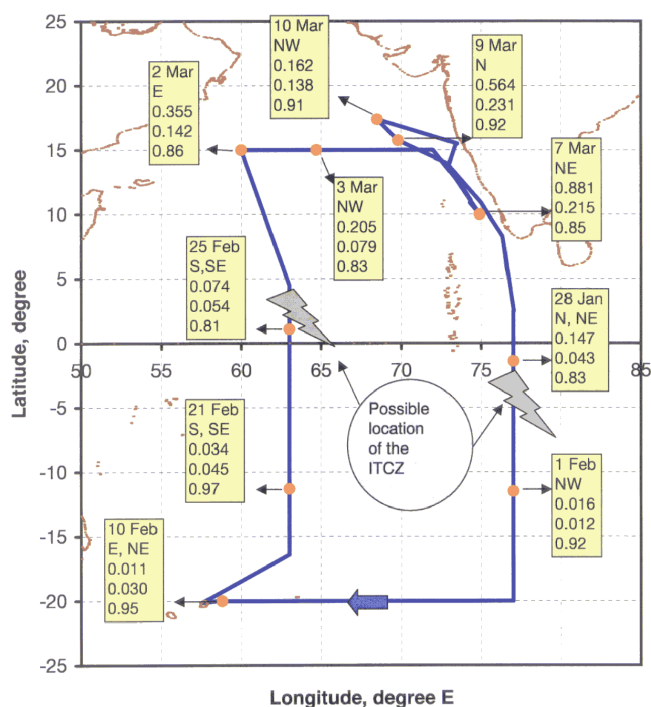 10 Mar
NW
0.162
0.138
0.91
9 Mar
N
0.564
0.231
0.92
2 Mar
E
0.355
0.142
0.86
7 Mar
NE
0.881
0.215
0.85
3 Mar
NW
0.205
0.079
0.83
25 Feb
S,SE
0.074
0.054
0.81
28 Jan
N, NE
0.147
0.043
0.83
21 Feb
S, SE
0.034
0.045
0.97
Possible
location
of the
ITCZ
1 Feb
NW
0.016
0.012
0.92
10 Feb
E, NE
0.011
0.030
0.95
25
20
15
10
5
0
-5
-10
-15
-20
-25
50 55 60 65 70 75 85
Latitude, degree
Longitude, degree E